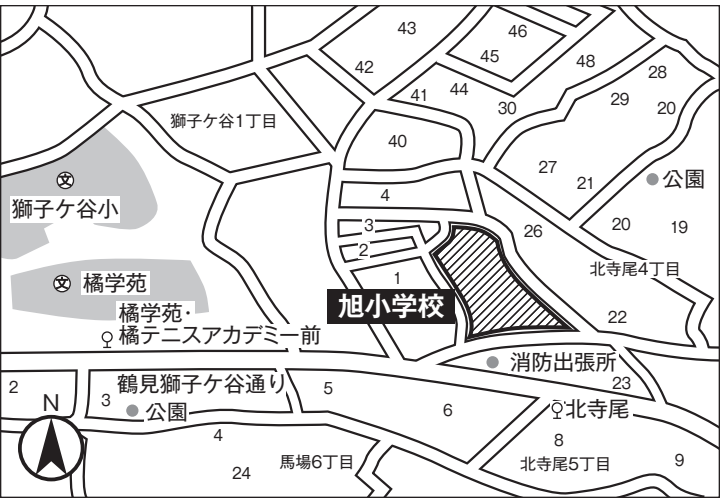 43
46
45
42
48
28
41
44
29
20
30
獅子ケ谷1丁目
40
27
21
公園
文
獅子ケ谷小
4
3
26
20
19
2
北寺尾4丁目
文 橘学苑
1
旭小学校
橘学苑・
橘テニスアカデミー前
22
消防出張所
2
鶴見獅子ケ谷通り
5
23
N
3
公園
6
北寺尾
4
8
24
馬場6丁目
北寺尾5丁目
9